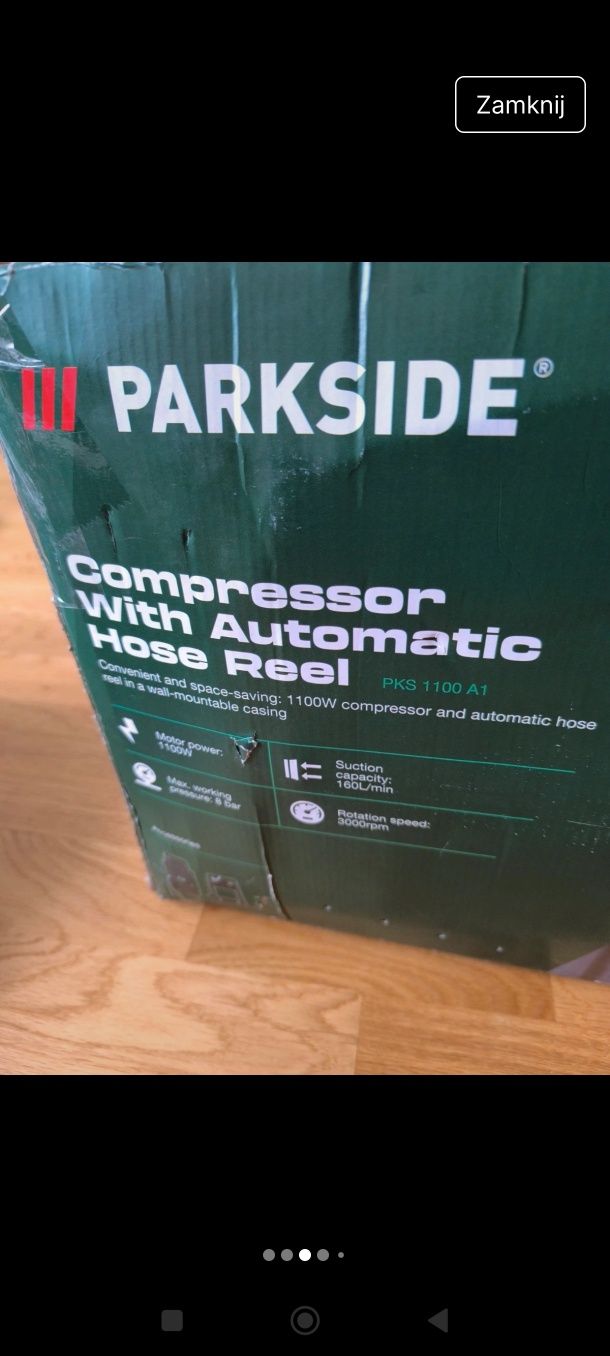 Zamknij
PARKSIDE®
Compressor
With Automatic
Hose Reel
PKS 1100 A1
Convenient and space-saving: 1100W compressor and automatic hose
reel in a wall-mountable casing
Motor power:
1100W
Suction
capacity:
160L/min
Max. working
pressure: 8 bar
Rotation speed:
3000rpm
Accessories